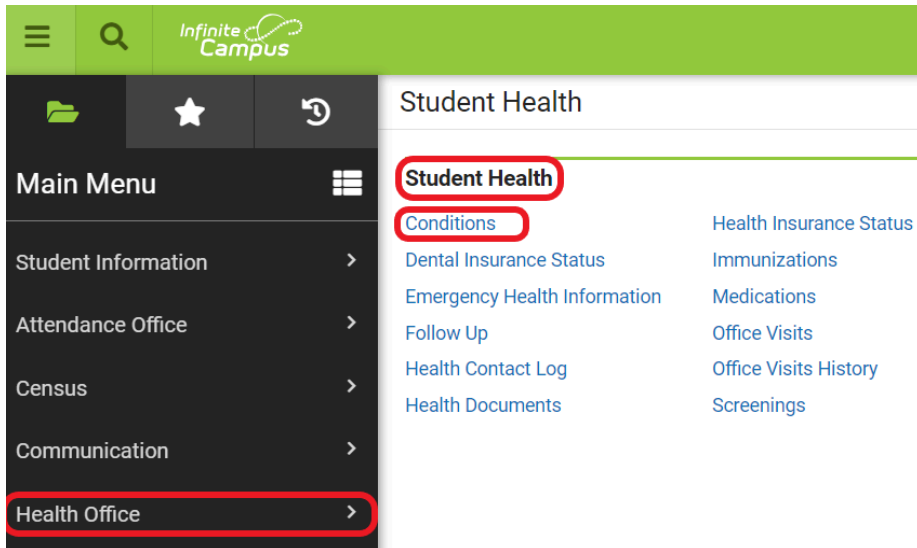 Infinite
Campus
Student Health
Main Menu
Student Information
Attendance Office
Census
Communication
Health Office
Student Health
Conditions
Dental Insurance Status
Emergency Health Information
Follow Up
Health Contact Log
Health Documents
Health Insurance Status
Immunizations
Medications
Office Visits
Office Visits History
Screenings